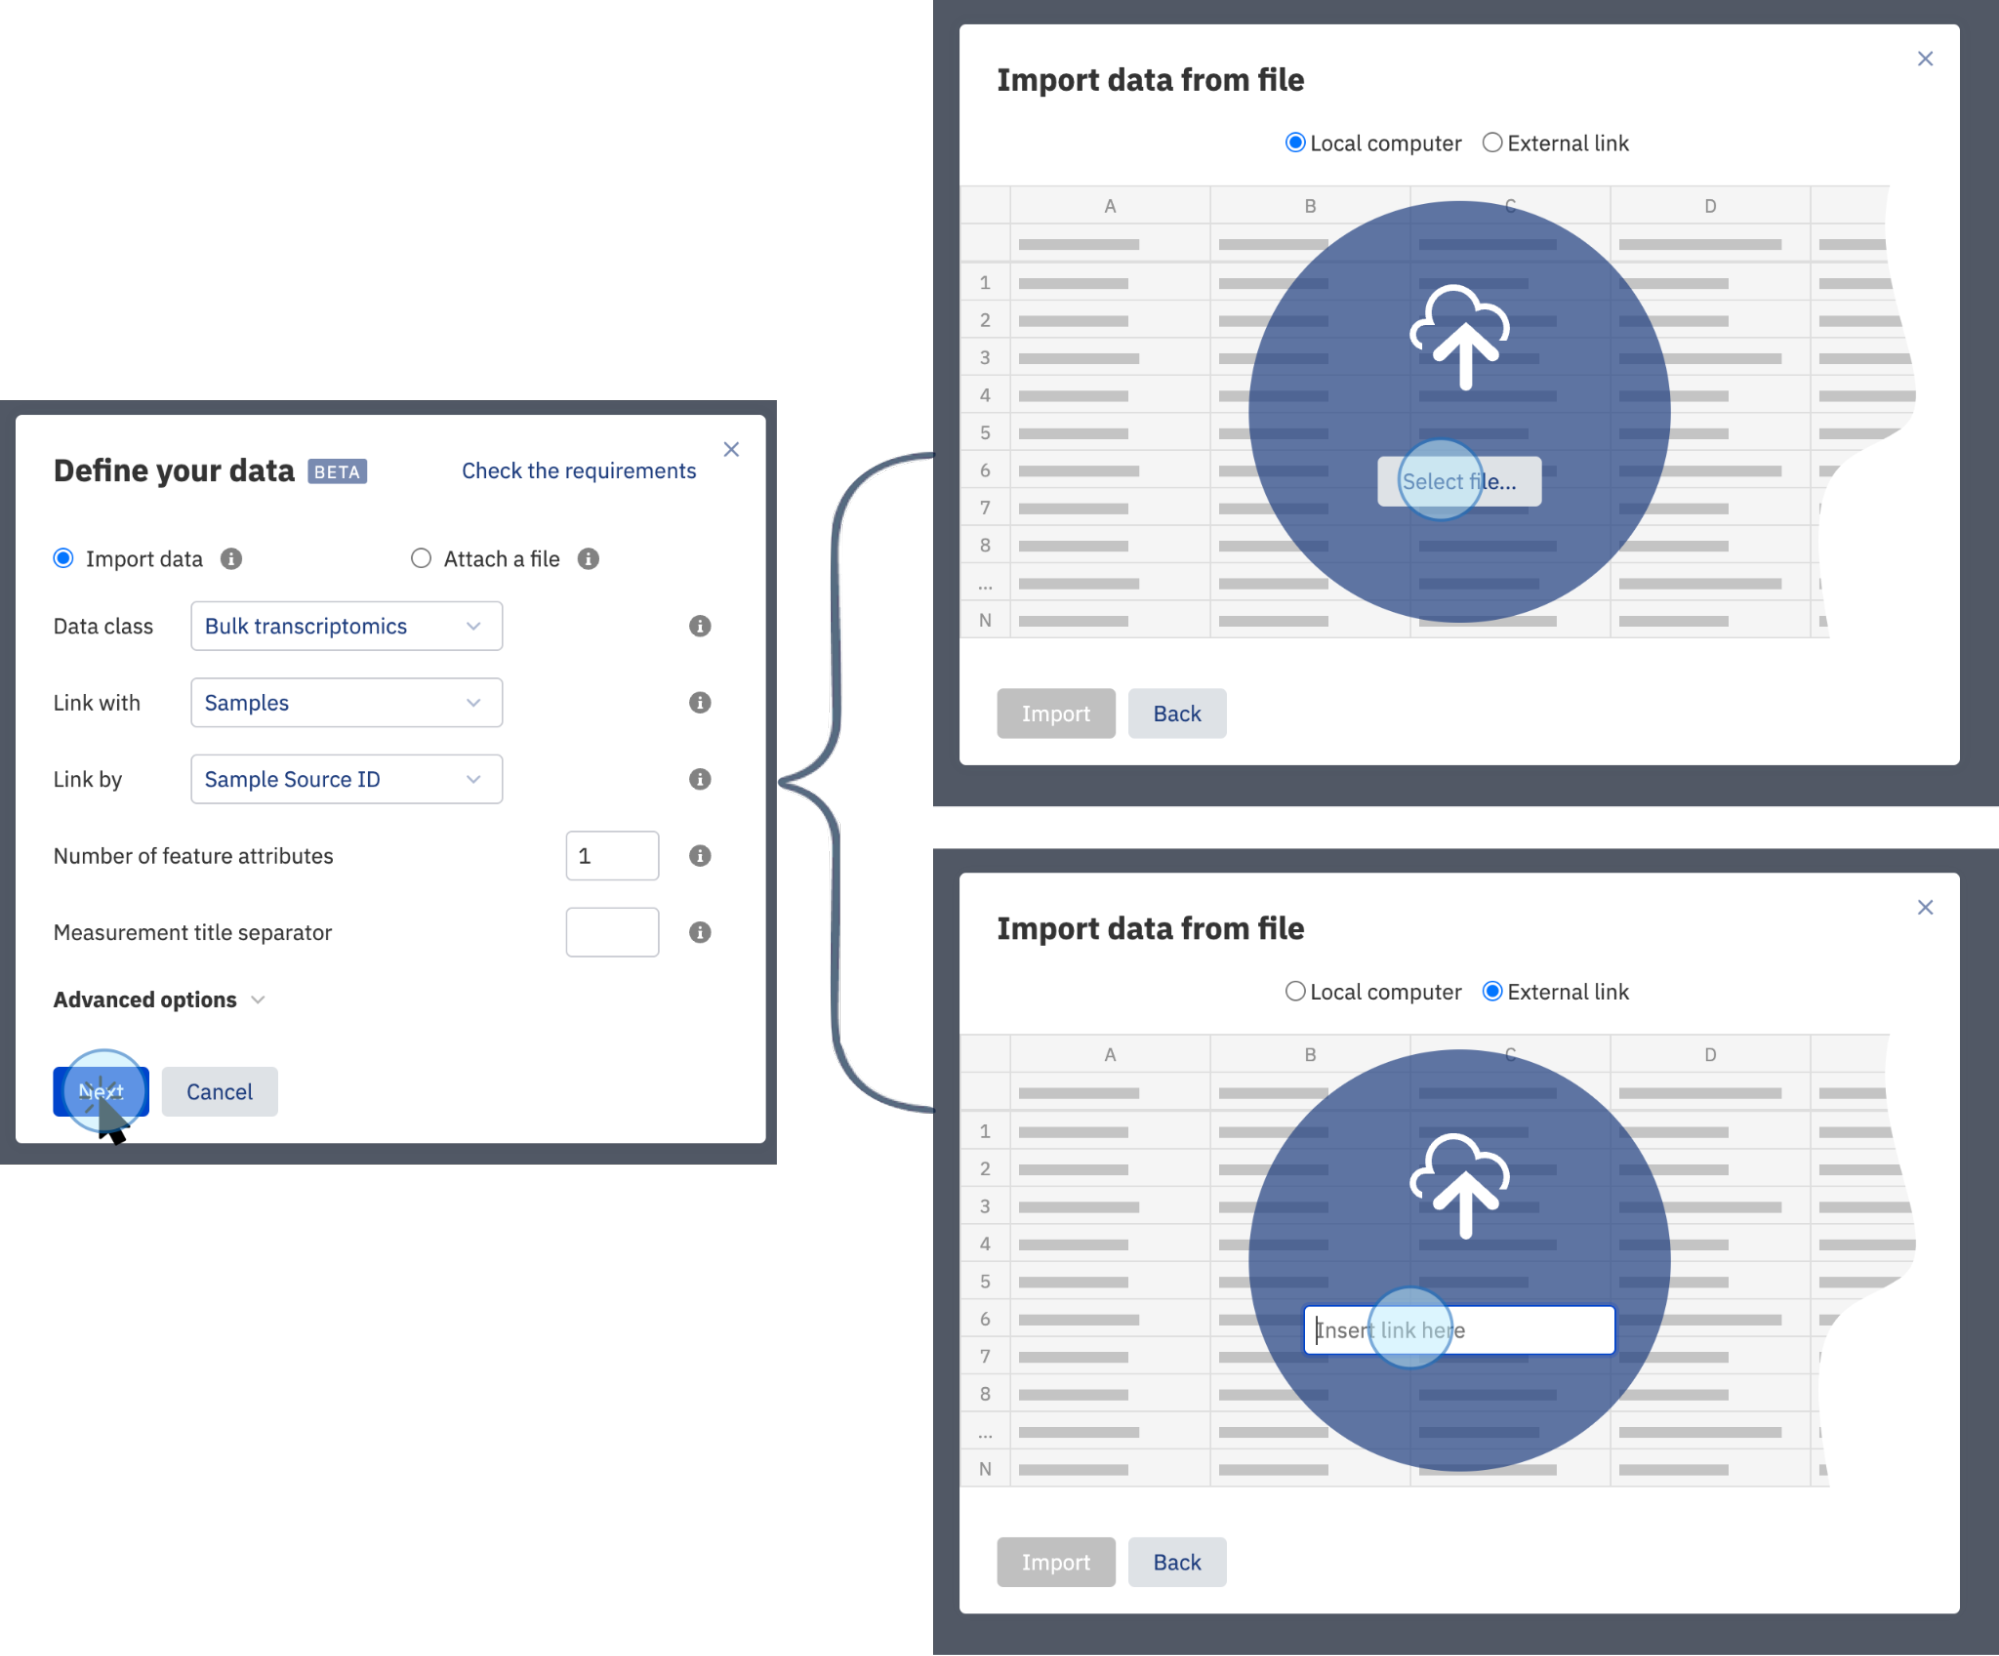 Define your data BETA Check the requirements
Import data Attach a file
Data class Bulk transcriptomics
Link with Samples
Link by Sample Source ID
Number of feature attributes 1
Measurement title separator
Advanced options
Next Cancel
Import data from file
Local computer External link
A B C D
1
2
3
4
5
6
Select file...
7
8
...
N
Import Back
Import data from file
Local computer External link
A B C D
1
2
3
4
5
6
Insert link here
7
8
...
N
Import Back